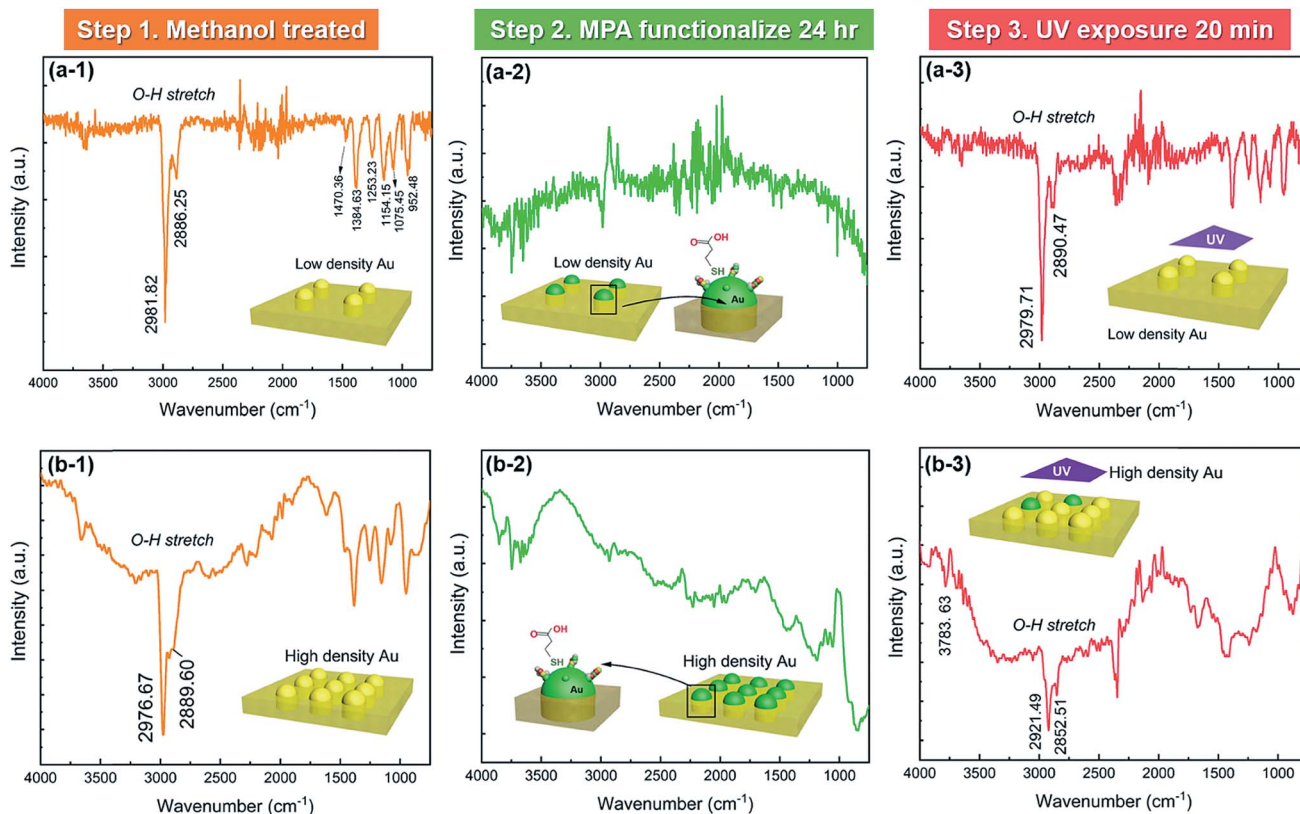 Step 1. Methanol treated
Step 2. MPA functionalize 24 hr
Step 3. UV exposure 20 min
(a-1)
O-H stretch
2981.82
2886.25
1470.36
1384.63
1253.23
1154.15
1075.45
952.48
Low density Au
Intensity (a.u.)
4000 3500 3000 2500 2000 1500 1000
Wavenumber (cm⁻¹)
(a-2)
Low density Au
O
OH
SH
Au
Intensity (a.u.)
4000 3500 3000 2500 2000 1500 1000
Wavenumber (cm⁻¹)
(a-3)
O-H stretch
2979.71
2890.47
UV
Low density Au
Intensity (a.u.)
4000 3500 3000 2500 2000 1500 1000
Wavenumber (cm⁻¹)
(b-1)
O-H stretch
2976.67
2889.60
High density Au
Intensity (a.u.)
4000 3500 3000 2500 2000 1500 1000
Wavenumber (cm⁻¹)
(b-2)
O
OH
SH
Au
High density Au
Intensity (a.u.)
4000 3500 3000 2500 2000 1500 1000
Wavenumber (cm⁻¹)
(b-3)
UV
High density Au
3783. 63
O-H stretch
2921.49
2852.51
Intensity (a.u.)
4000 3500 3000 2500 2000 1500 1000
Wavenumber (cm⁻¹)